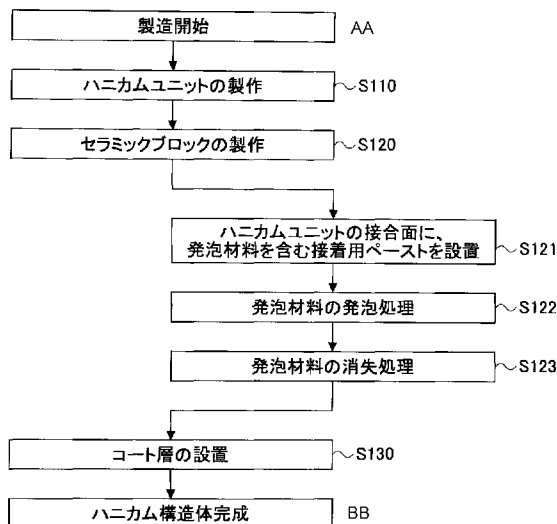 製造開始 AA
ハニカムユニットの製作 S110
セラミックブロックの製作 S120
ハニカムユニットの接合面に、
発泡材料を含む接着用ペーストを設置 S121
発泡材料の発泡処理 S122
発泡材料の消失処理 S123
コート層の設置 S130
ハニカム構造体完成 BB